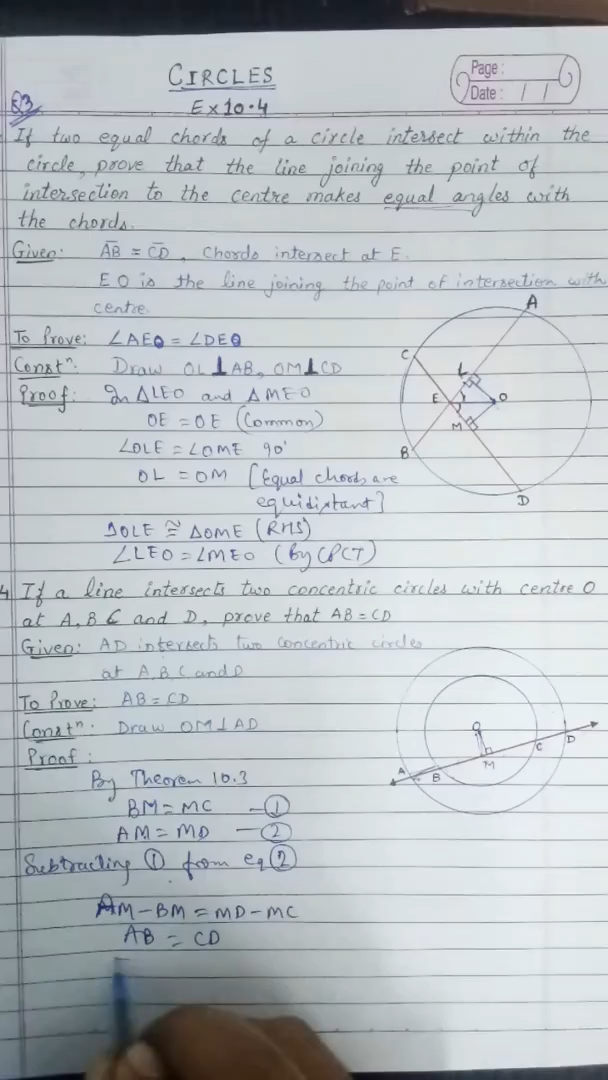 CIRCLES
Page :
Date : / /
Q3
Ex 10.4
If two equal chords of a circle intersect within the
circle, prove that the line joining the point of
intersection to the centre makes equal angles with
the chords.
Given: AB = CD, Chords intersect at E.
EO is the line joining the point of intersection with
centre.
To Prove: ∠AEO = ∠DEO
Constⁿ: Draw OL⊥AB, OM⊥CD
Proof: In ΔLEO and ΔMEO
OE = OE (Common)
∠OLE = ∠OME 90°
OL = OM [Equal chords are
equidistant]
ΔOLE ≅ ΔOME (RHS)
∠LEO = ∠MEO (By CPCT)
A
C
L
E
O
M
B
D
4 If a line intersects two concentric circles with centre O
at A, B C and D, prove that AB = CD
Given: AD intersects two concentric circles
at A, B, C and D
To Prove: AB = CD
Constⁿ: Draw OM⊥AD
Proof:
By Theorem 10.3
BM = MC —①
AM = MD —②
Subtracting ① from eq ②
AM – BM = MD – MC
AB = CD
O
A
B
M
C
D